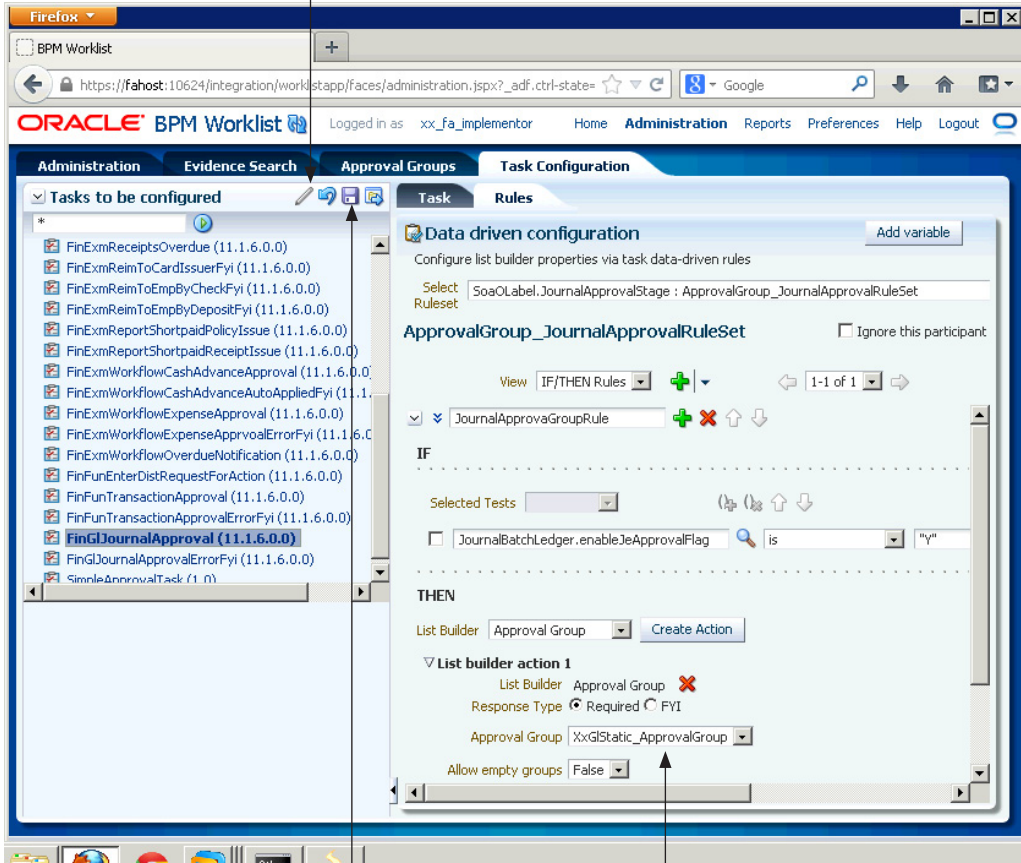 Firefox
BPM Worklist
https://fahost:10624/integration/worklistapp/faces/administration.jspx?_adf.ctrl-state=
Google
ORACLE BPM Worklist
Logged in as xx_fa_implementor
Home Administration Reports Preferences Help Logout
Administration Evidence Search Approval Groups Task Configuration
Tasks to be configured
*
FinExmReceiptsOverdue (11.1.6.0.0)
FinExmReimToCardIssuerFyi (11.1.6.0.0)
FinExmReimToEmpByCheckFyi (11.1.6.0.0)
FinExmReimToEmpByDepositFyi (11.1.6.0.0)
FinExmReportShortpaidPolicyIssue (11.1.6.0.0)
FinExmReportShortpaidReceiptIssue (11.1.6.0.0)
FinExmWorkflowCashAdvanceApproval (11.1.6.0.0)
FinExmWorkflowCashAdvanceAutoAppliedFyi (11.1.
FinExmWorkflowExpenseApproval (11.1.6.0.0)
FinExmWorkflowExpenseApprvoalErrorFyi (11.1.6.0
FinExmWorkflowOverdueNotification (11.1.6.0.0)
FinFunEnterDistRequestForAction (11.1.6.0.0)
FinFunTransactionApproval (11.1.6.0.0)
FinFunTransactionApprovalErrorFyi (11.1.6.0.0)
FinGlJournalApproval (11.1.6.0.0)
FinGlJournalApprovalErrorFyi (11.1.6.0.0)
SimpleApprovalTask (1.0)
Task Rules
Data driven configuration
Add variable
Configure list builder properties via task data-driven rules
Select Ruleset
SoaOLabel.JournalApprovalStage : ApprovalGroup_JournalApprovalRuleSet
ApprovalGroup_JournalApprovalRuleSet
Ignore this participant
View IF/THEN Rules
1-1 of 1
JournalApprovaGroupRule
IF
Selected Tests
JournalBatchLedger.enableJeApprovalFlag is "Y"
THEN
List Builder Approval Group Create Action
List builder action 1
List Builder Approval Group
Response Type Required FYI
Approval Group XxGlStatic_ApprovalGroup
Allow empty groups False